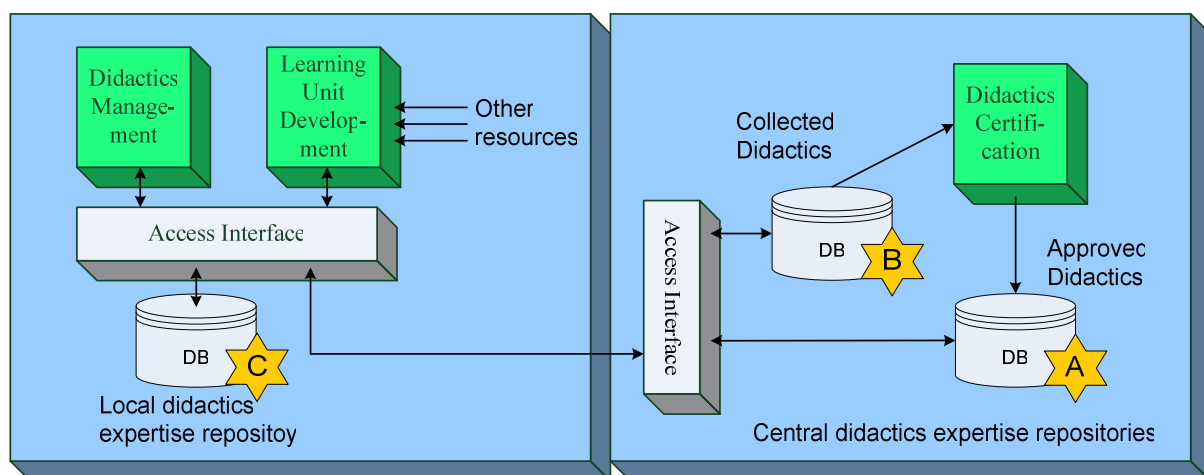 Didactics
Manage-
ment
Learning
Unit
Develop-
ment
Other
resources
Access Interface
DB
C
Local didactics
expertise repositoy
Collected
Didactics
Didactics
Certifi-
cation
Access Interface
DB
B
Approved
Didactics
DB
A
Central didactics expertise repositories